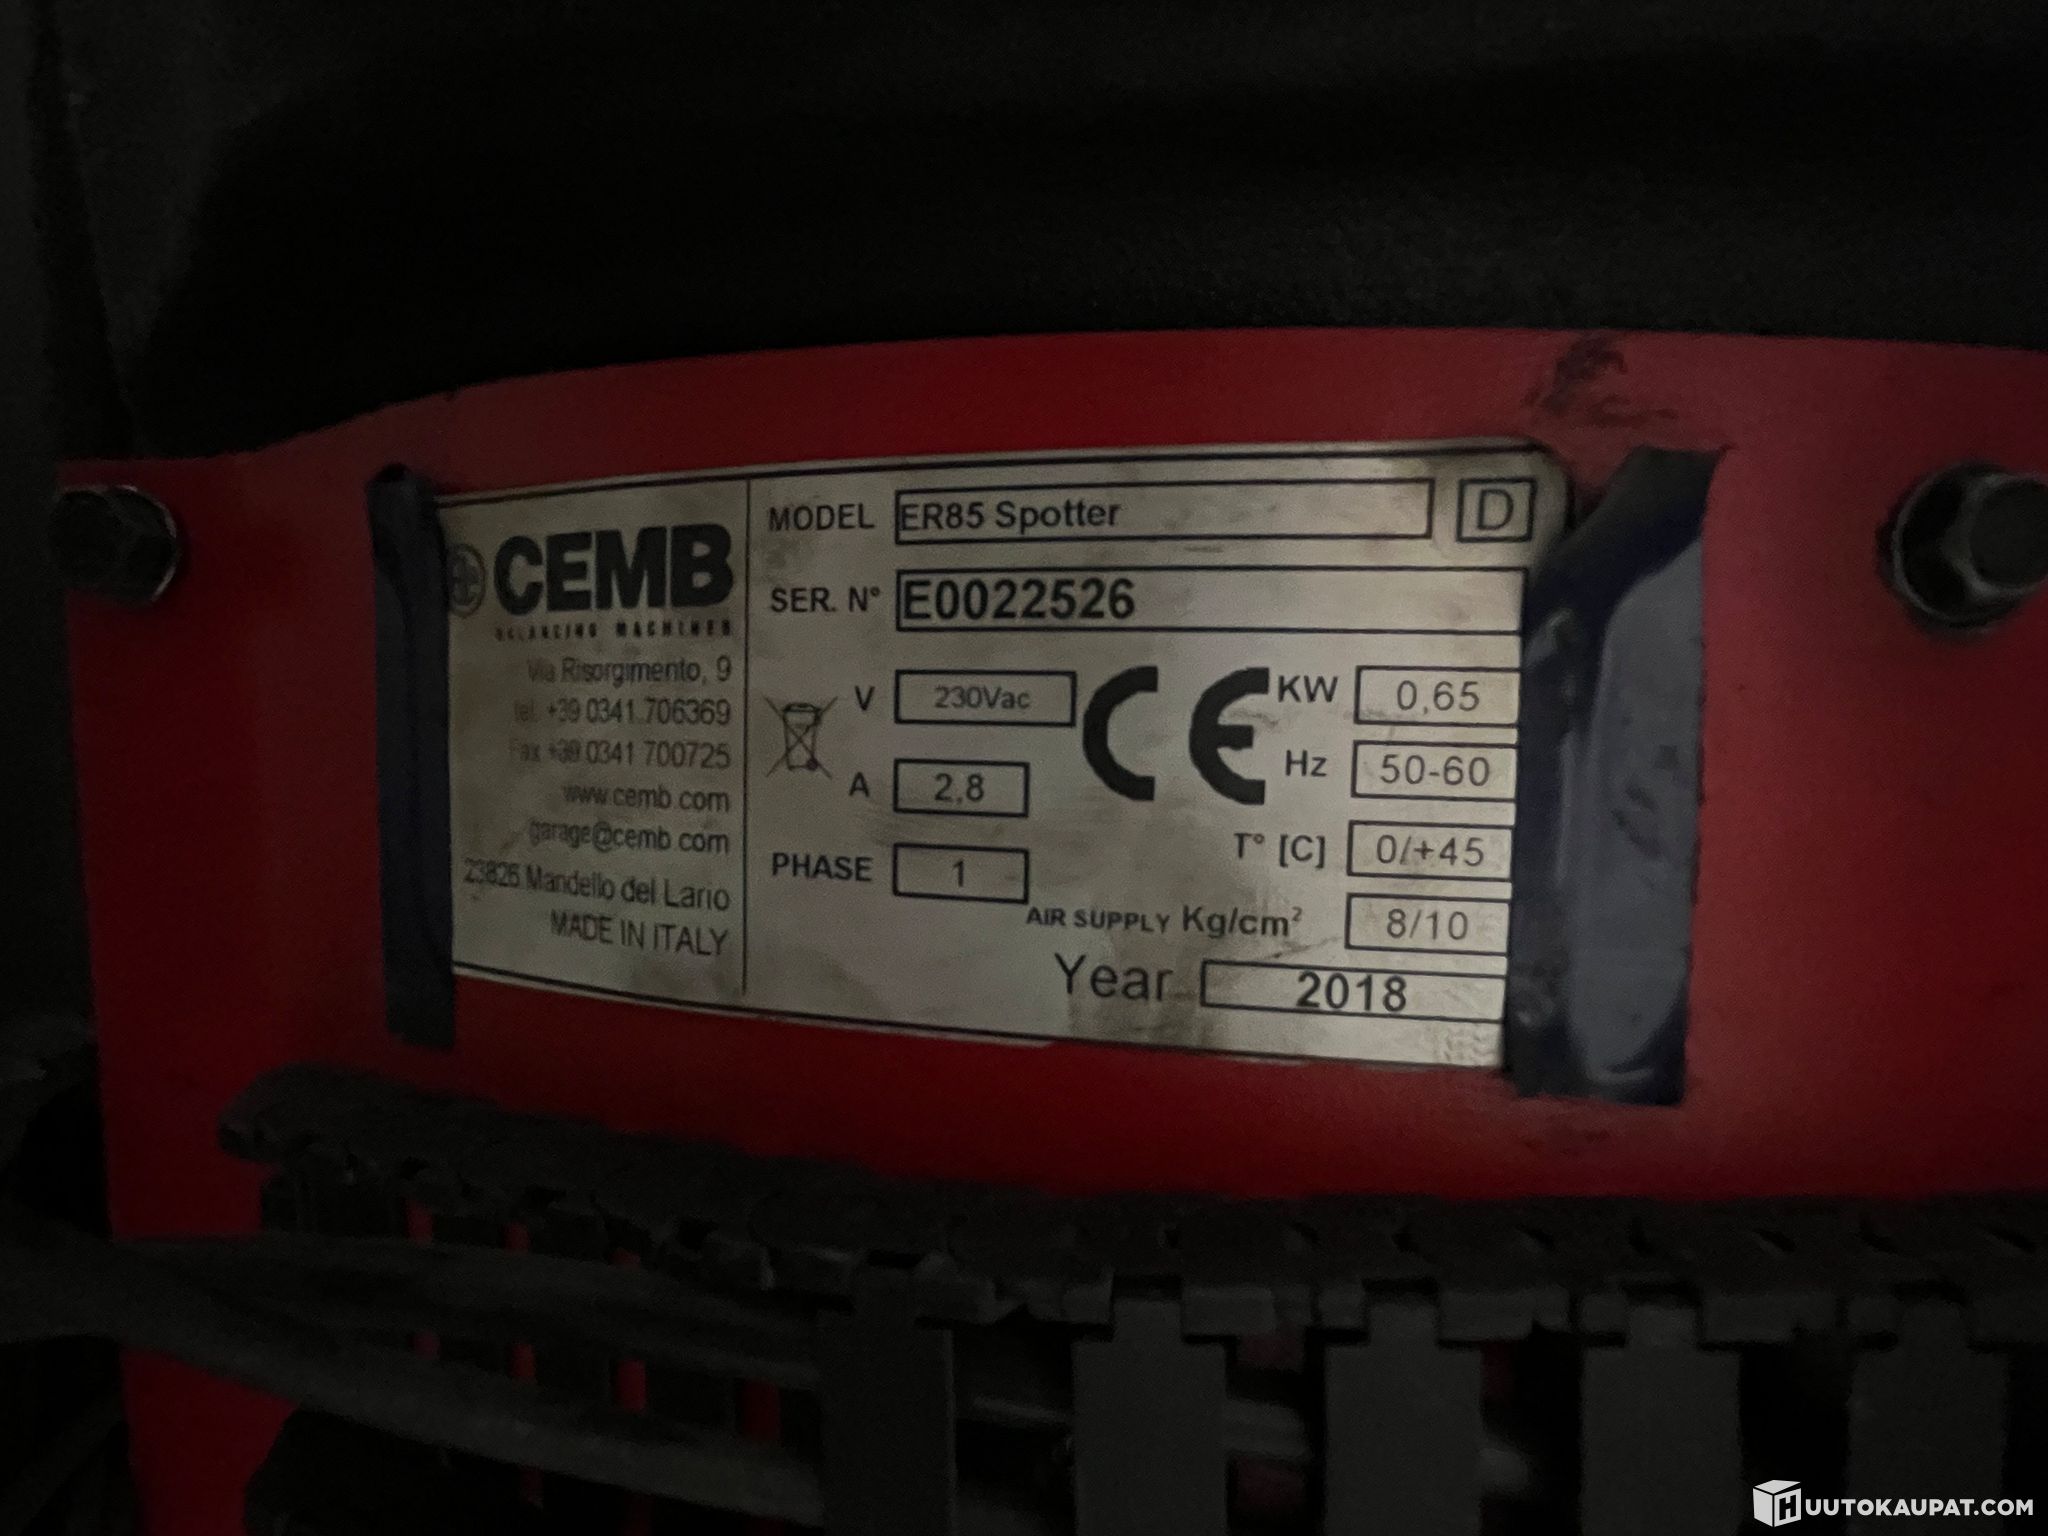 CEMB
BALANCING MACHINES
Via Risorgimento, 9
tel. +39 0341.706369
Fax +39 0341 700725
www.cemb.com
garage@cemb.com
23826 Mandello del Lario
MADE IN ITALY
MODEL ER85 Spotter D
SER. N° E0022526
V 230Vac
A 2,8
PHASE 1
CE
KW 0,65
Hz 50-60
T° [C] 0/+45
AIR SUPPLY Kg/cm² 8/10
Year 2018
HUUTOKAUPAT.COM